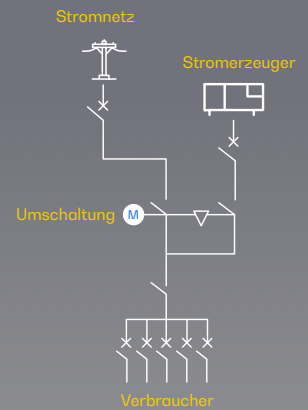 Stromnetz
Stromerzeuger
Umschaltung
M
Verbraucher